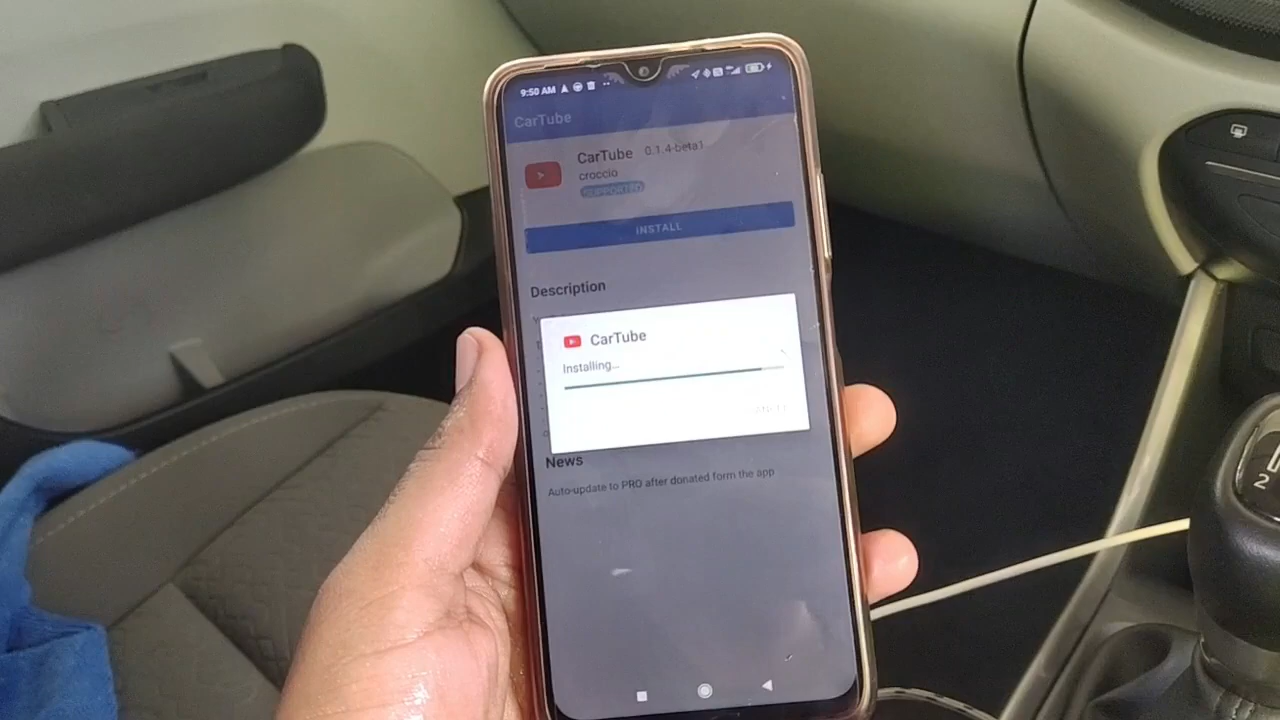 9:50 AM
CarTube
CarTube 0.1.4-beta1
croccio
SUPPORTED
INSTALL
Description
CarTube
Installing...
News
Auto-update to PRO after donated form the app
2